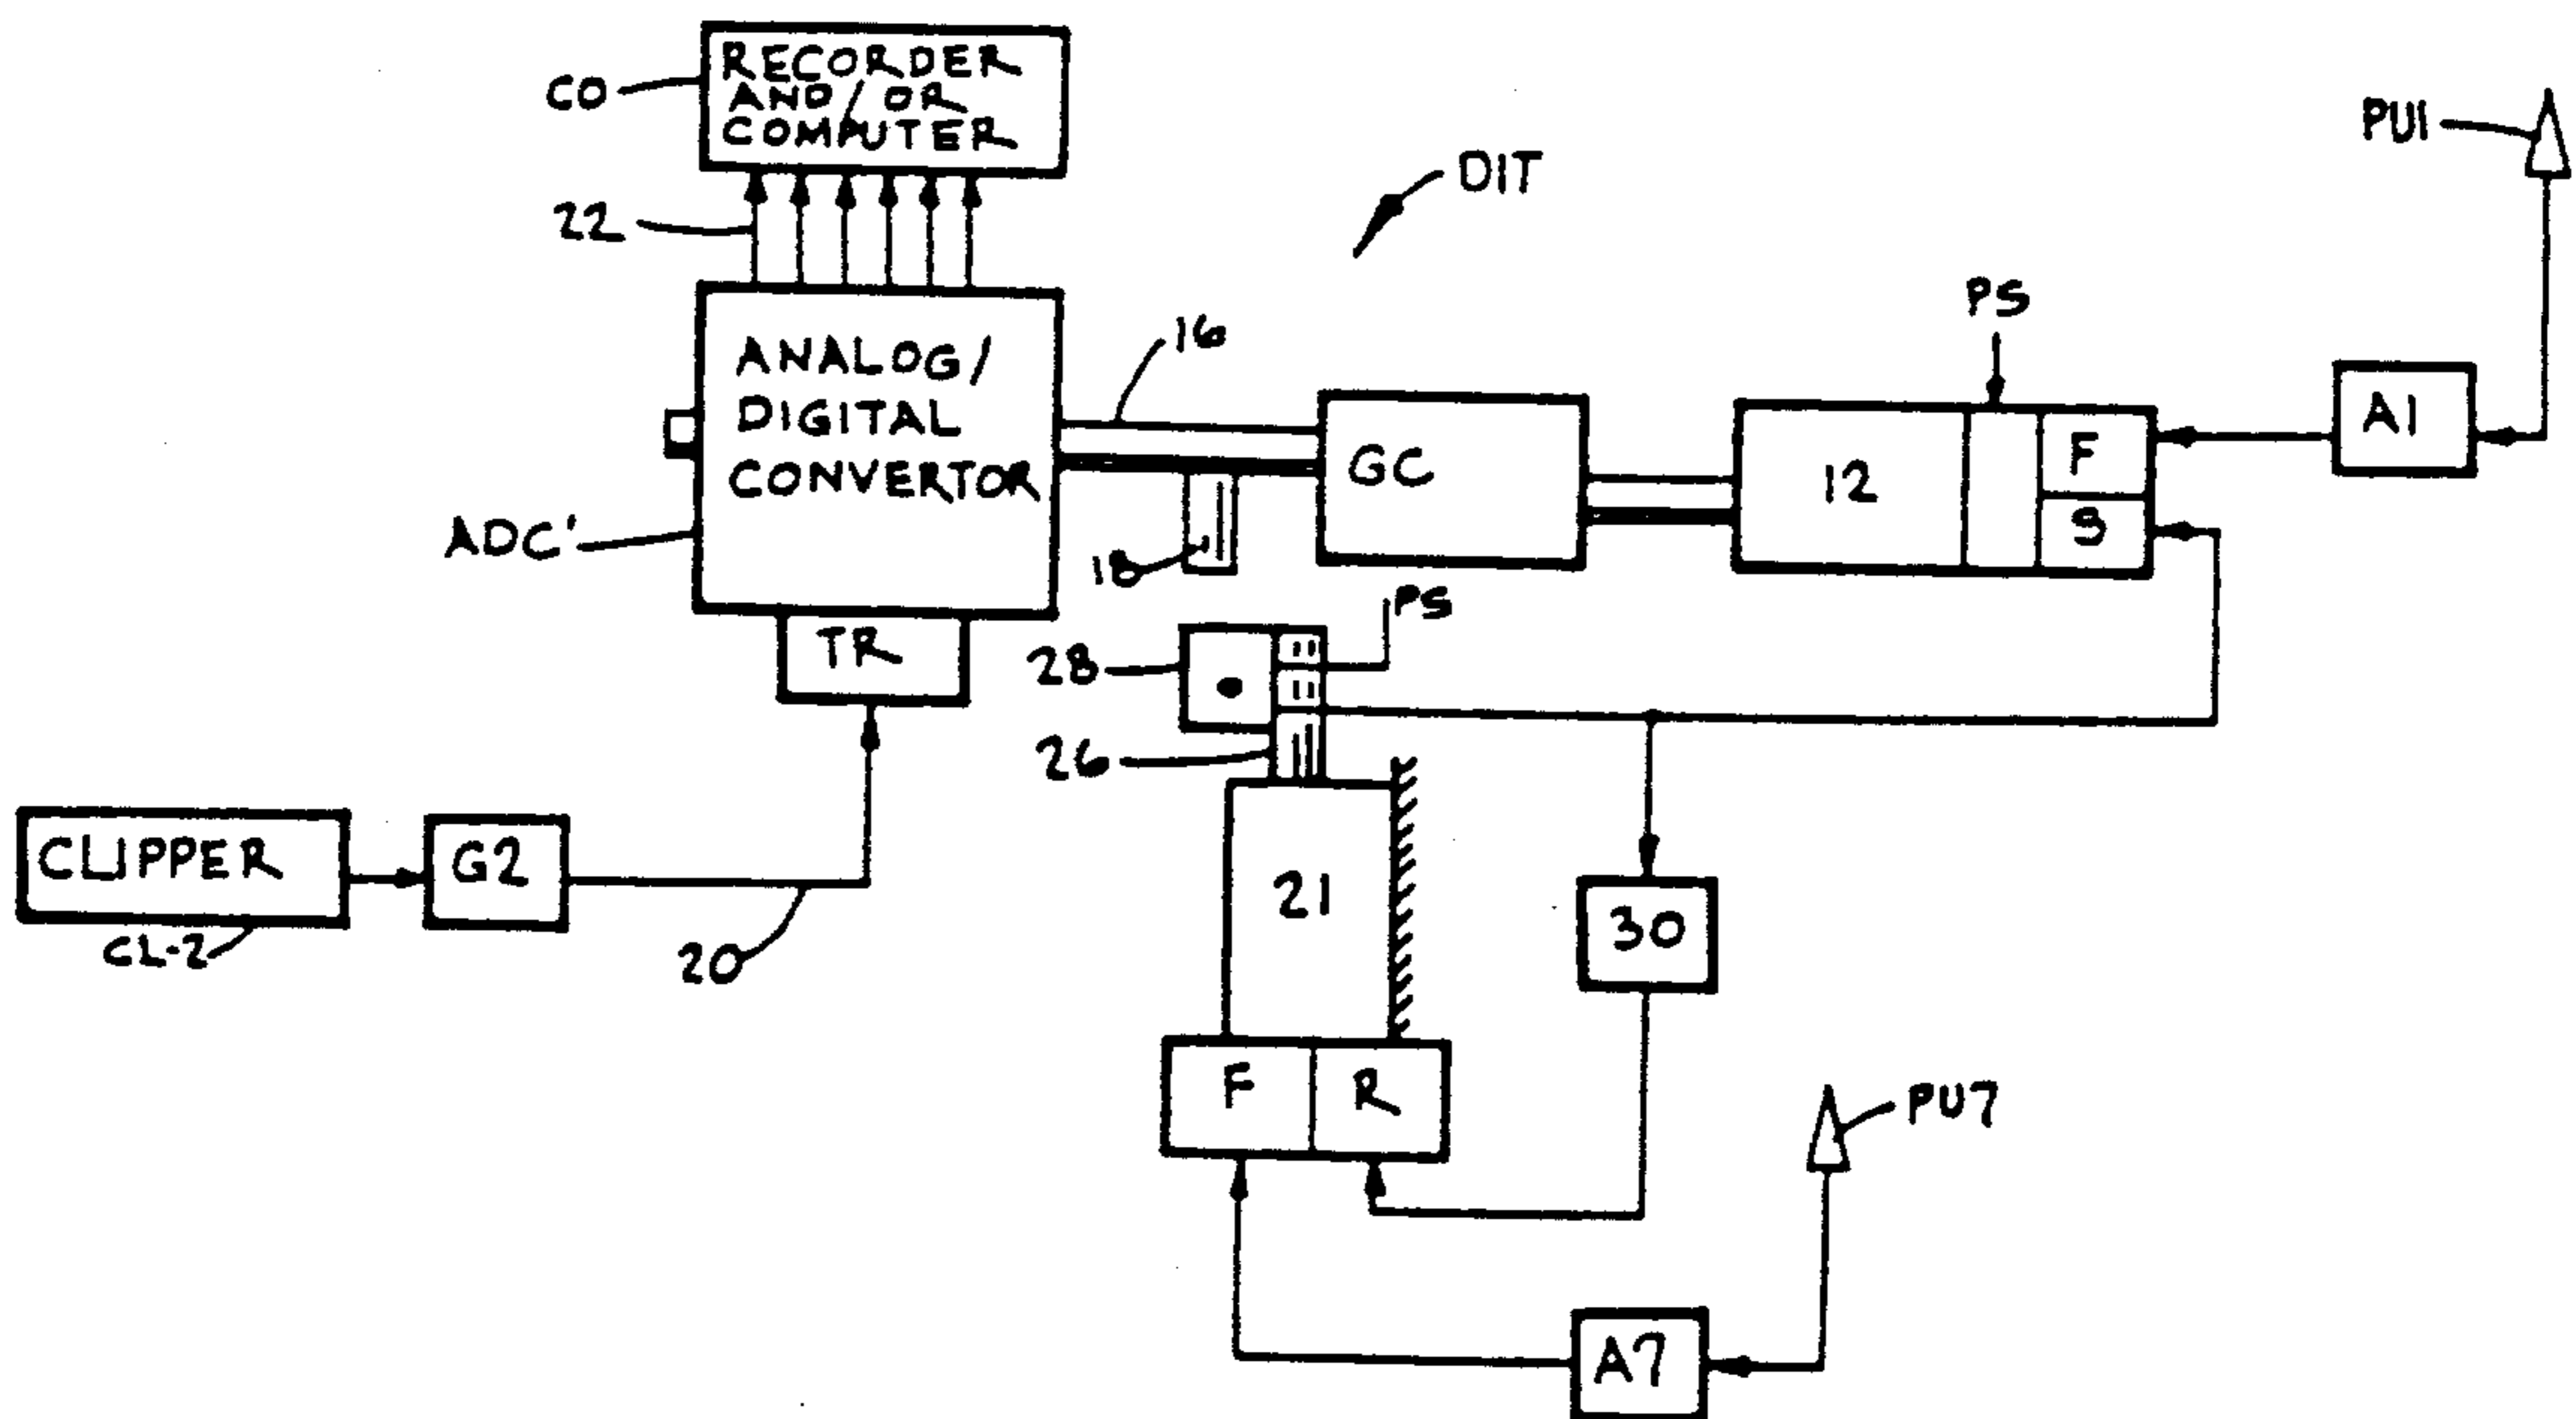 RECORDER
AND/OR
COMPUTER
CO
PU1
DIT
22
PS
16
ANALOG/
DIGITAL
CONVERTOR
A1
GC
12
F
S
ADC'
18
PS
TR
28
26
CLIPPER
G2
21
30
CL-2
20
F
R
PU7
A7